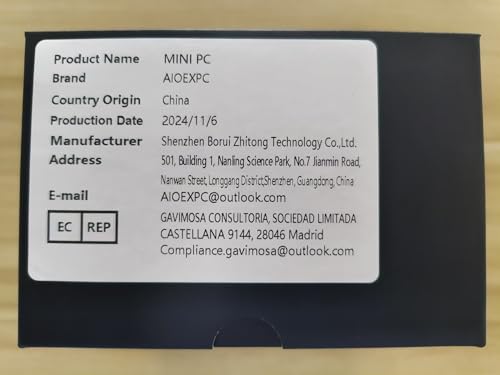 Product Name MINI PC
Brand AIOEXPC
Country Origin China
Production Date 2024/11/6
Manufacturer Shenzhen Borui Zhitong Technology Co.,Ltd.
Address 501, Building 1, Nanling Science Park, No.7 Jianmin Road,
Nanwan Street, Longgang District,Shenzhen, Guangdong, China
E-mail AIOEXPC@outlook.com
EC REP GAVIMOSA CONSULTORIA, SOCIEDAD LIMITADA
CASTELLANA 9144, 28046 Madrid
Compliance.gavimosa@outlook.com